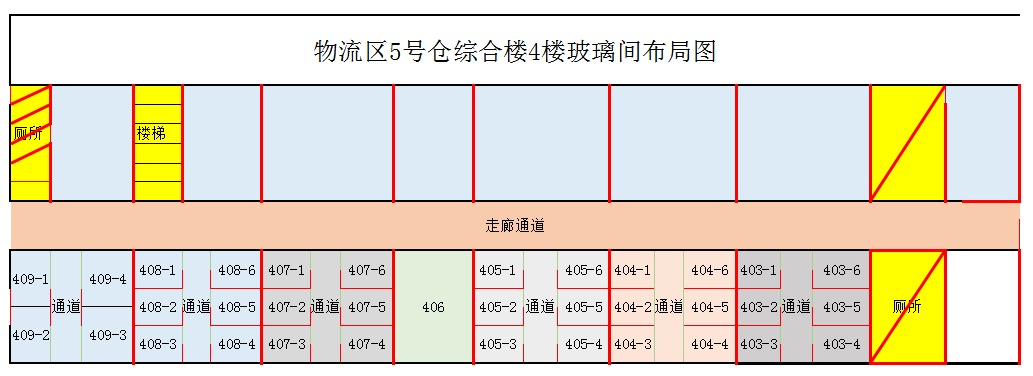 物流区5号仓综合楼4楼玻璃间布局图
厕所
楼梯
走廊通道
409-1 409-4 408-1 408-6 407-1 407-6 405-1 405-6 404-1 404-6 403-1 403-6
通道 408-2 通道 408-5 407-2 通道 407-5 406 405-2 通道 405-5 404-2 通道 404-5 403-2 通道 403-5 厕所
409-2 409-3 408-3 408-4 407-3 407-4 405-3 405-4 404-3 404-4 403-3 403-4